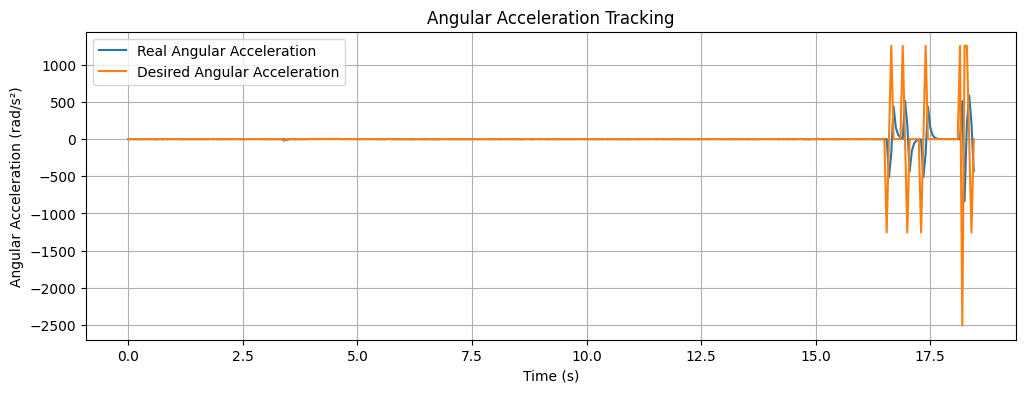 Angular Acceleration Tracking
Real Angular Acceleration
Desired Angular Acceleration
Angular Acceleration (rad/s²)
1000
500
0
−500
−1000
−1500
−2000
−2500
0.0 2.5 5.0 7.5 10.0 12.5 15.0 17.5
Time (s)